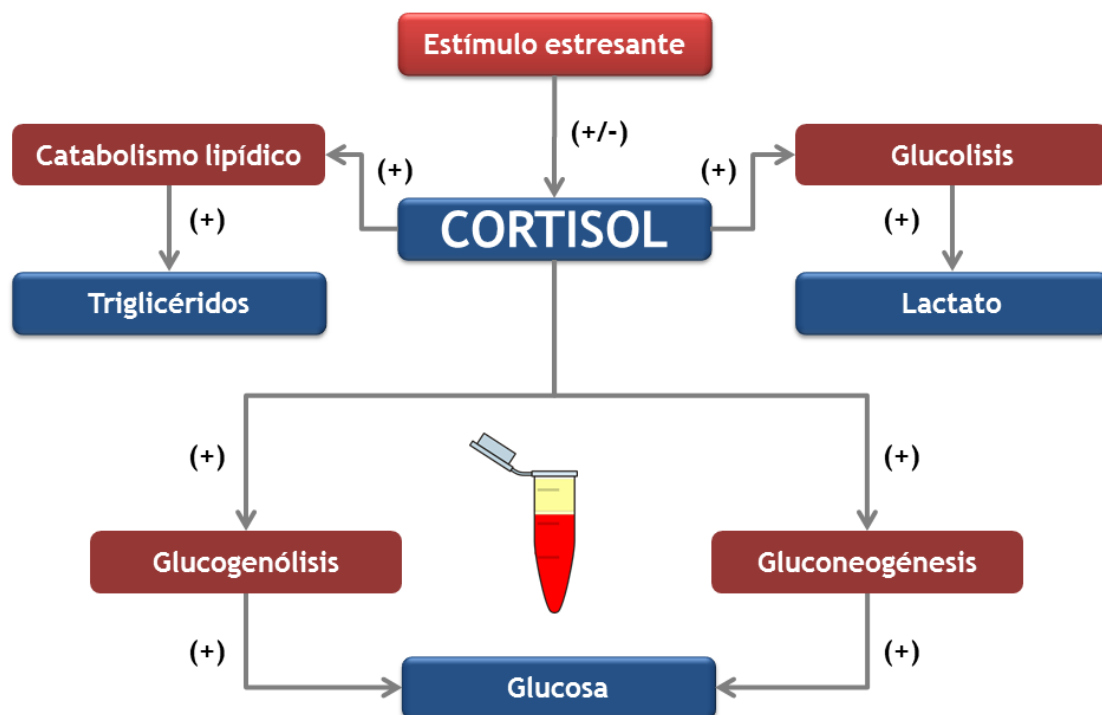 Estímulo estresante
(+/-)
Catabolismo lipídico
Glucolisis
(+)
(+)
(+)
CORTISOL
(+)
Triglicéridos
Lactato
(+)
(+)
Glucogenólisis
Gluconeogénesis
(+)
(+)
Glucosa